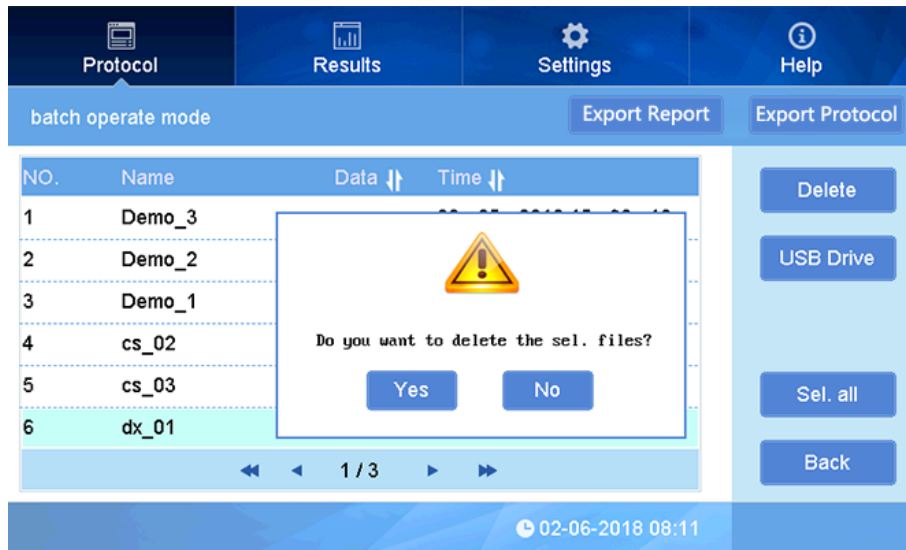 Protocol
Results
Settings
Help
batch operate mode
Export Report
Export Protocol
NO. Name Data Time
1 Demo_3
2 Demo_2
3 Demo_1
4 cs_02
5 cs_03
6 dx_01
Do you want to delete the sel. files?
Yes
No
1 / 3
Delete
USB Drive
Sel. all
Back
02-06-2018 08:11